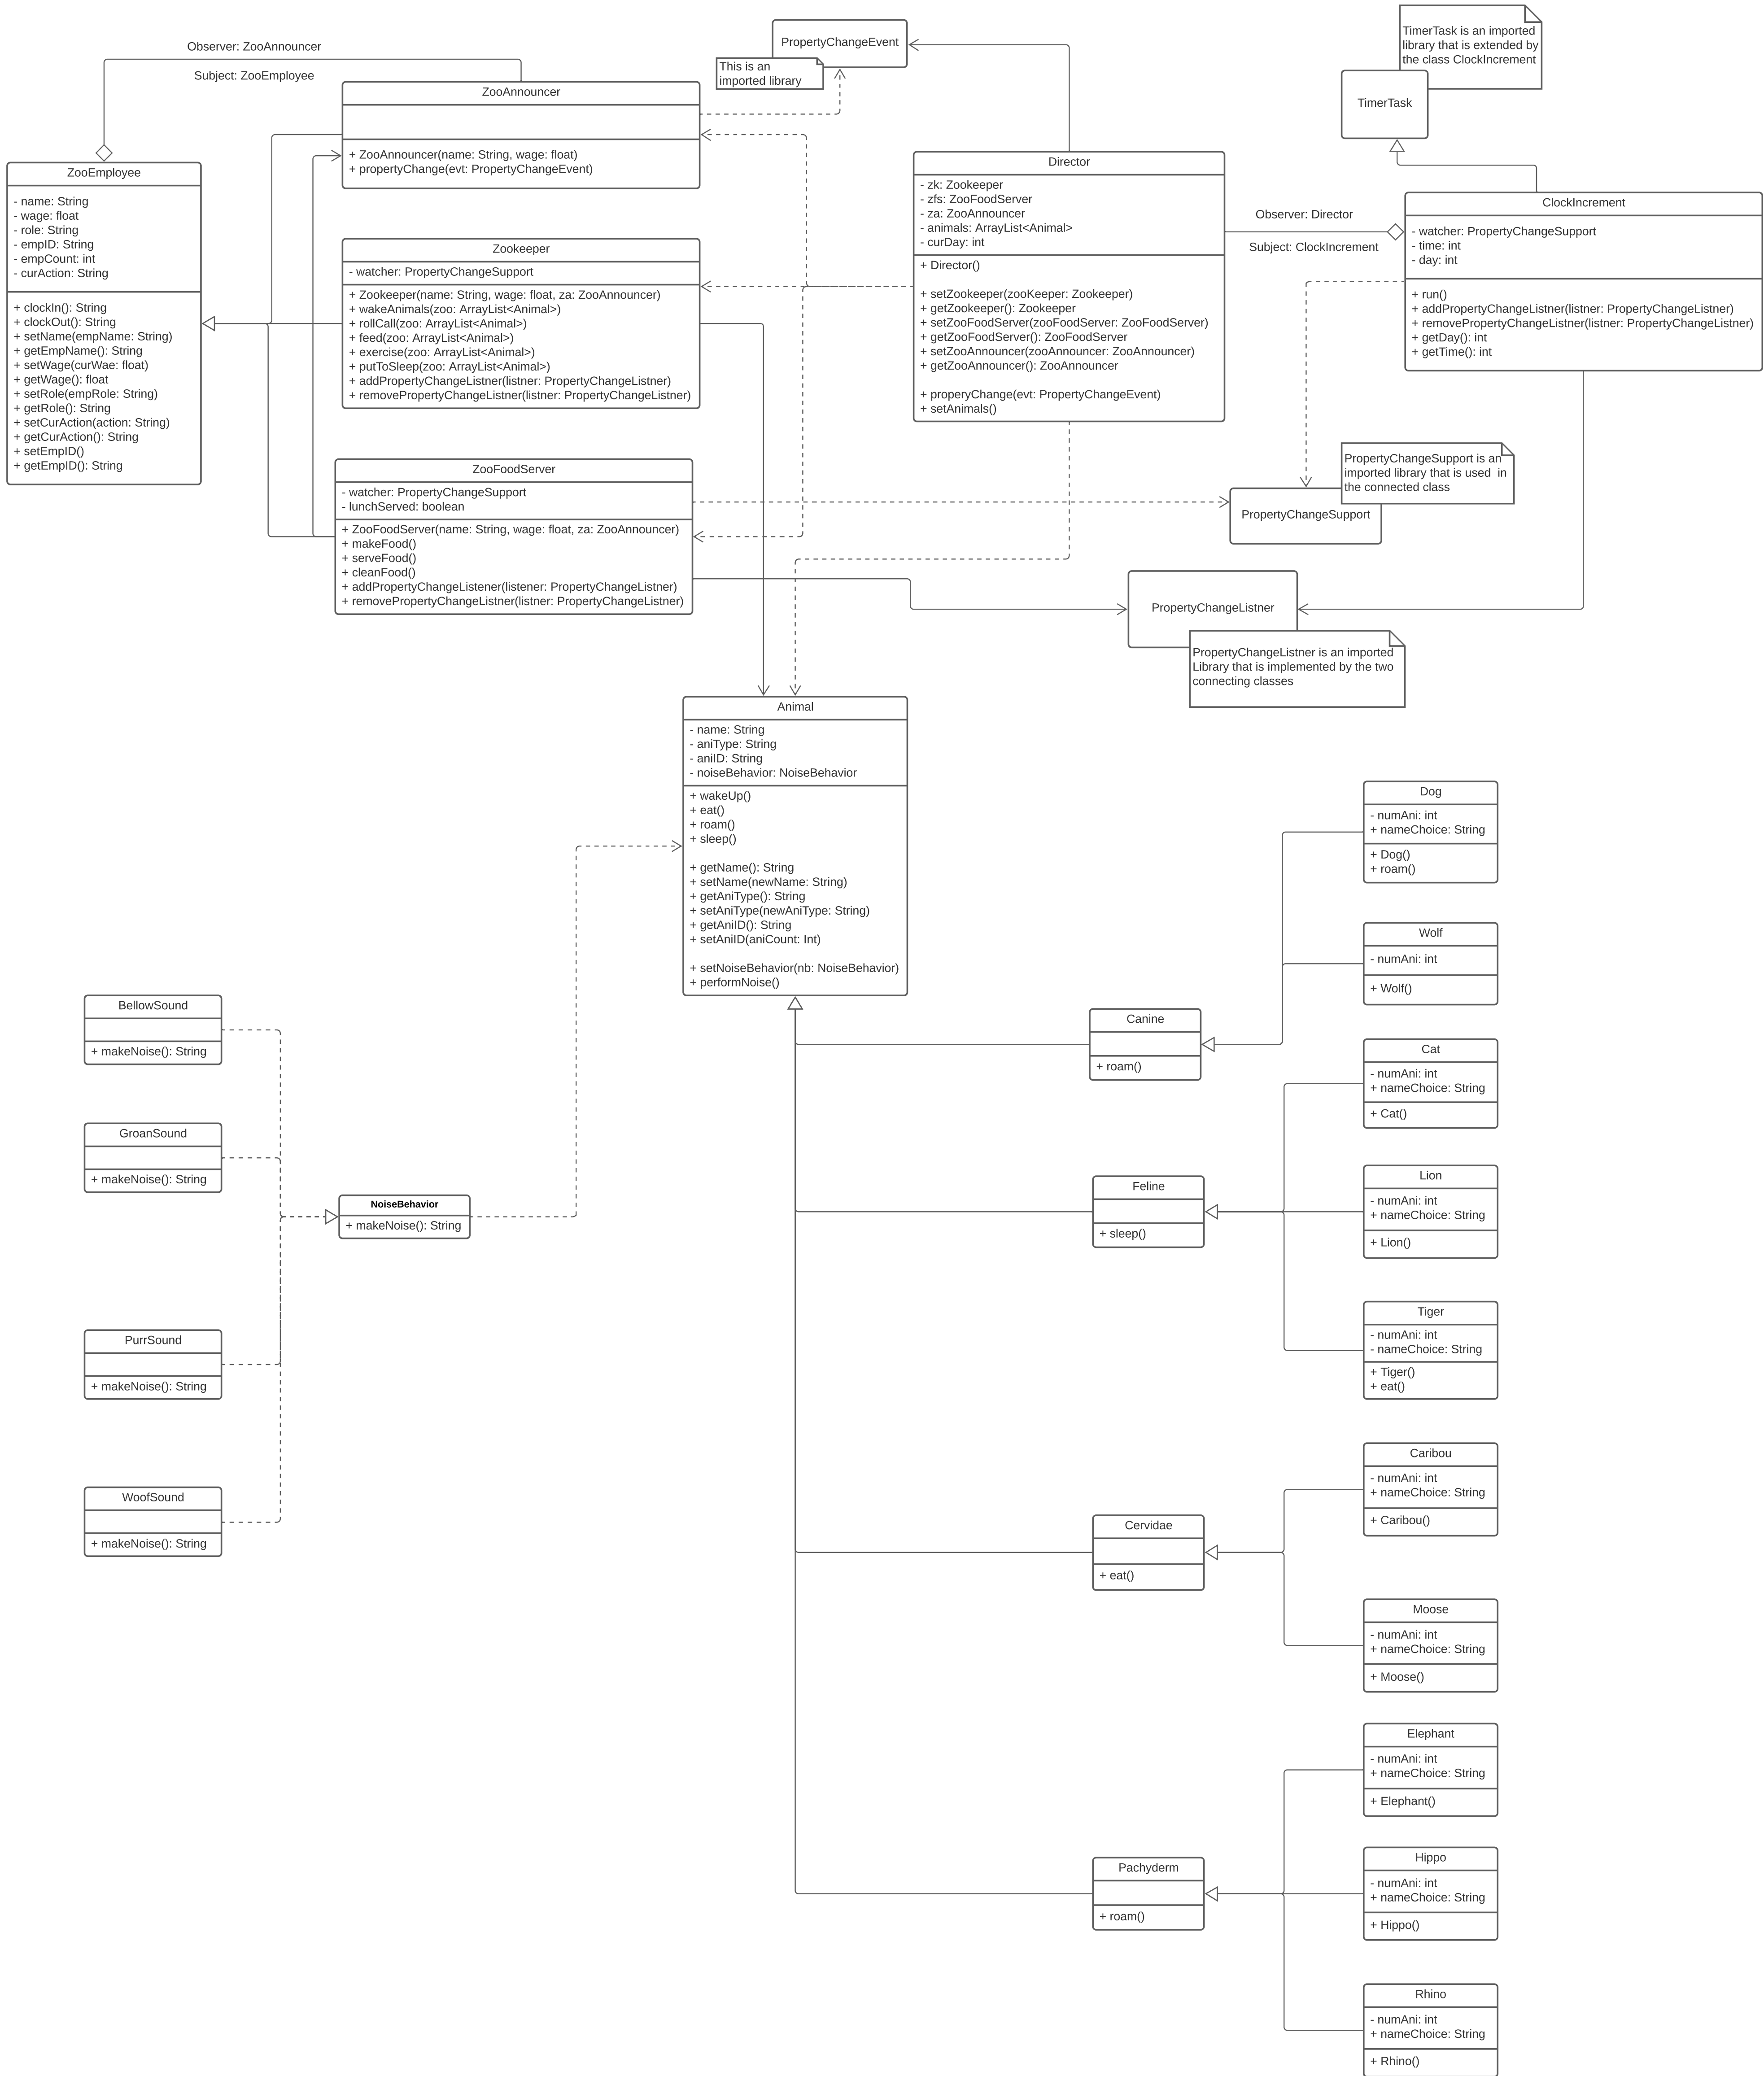 Observer: ZooAnnouncer
Subject: ZooEmployee
PropertyChangeEvent
This is an
imported library
TimerTask is an imported
library that is extended by
the class ClockIncrement
TimerTask
ZooAnnouncer
+ ZooAnnouncer(name: String, wage: float)
+ propertyChange(evt: PropertyChangeEvent)
ZooEmployee
- name: String
- wage: float
- role: String
- empID: String
- empCount: int
- curAction: String
+ clockIn(): String
+ clockOut(): String
+ setName(empName: String)
+ getEmpName(): String
+ setWage(curWae: float)
+ getWage(): float
+ setRole(empRole: String)
+ getRole(): String
+ setCurAction(action: String)
+ getCurAction(): String
+ setEmpID()
+ getEmpID(): String
Zookeeper
- watcher: PropertyChangeSupport
+ Zookeeper(name: String, wage: float, za: ZooAnnouncer)
+ wakeAnimals(zoo: ArrayList<Animal>)
+ rollCall(zoo: ArrayList<Animal>)
+ feed(zoo: ArrayList<Animal>)
+ exercise(zoo: ArrayList<Animal>)
+ putToSleep(zoo: ArrayList<Animal>)
+ addPropertyChangeListner(listner: PropertyChangeListner)
+ removePropertyChangeListner(listner: PropertyChangeListner)
ZooFoodServer
- watcher: PropertyChangeSupport
- lunchServed: boolean
+ ZooFoodServer(name: String, wage: float, za: ZooAnnouncer)
+ makeFood()
+ serveFood()
+ cleanFood()
+ addPropertyChangeListener(listener: PropertyChangeListner)
+ removePropertyChangeListner(listner: PropertyChangeListner)
Director
- zk: Zookeeper
- zfs: ZooFoodServer
- za: ZooAnnouncer
- animals: ArrayList<Animal>
- curDay: int
+ Director()
+ setZookeeper(zooKeeper: Zookeeper)
+ getZookeeper(): Zookeeper
+ setZooFoodServer(zooFoodServer: ZooFoodServer)
+ getZooFoodServer(): ZooFoodServer
+ setZooAnnouncer(zooAnnouncer: ZooAnnouncer)
+ getZooAnnouncer(): ZooAnnouncer
+ properyChange(evt: PropertyChangeEvent)
+ setAnimals()
Observer: Director
Subject: ClockIncrement
ClockIncrement
- watcher: PropertyChangeSupport
- time: int
- day: int
+ run()
+ addPropertyChangeListner(listner: PropertyChangeListner)
+ removePropertyChangeListner(listner: PropertyChangeListner)
+ getDay(): int
+ getTime(): int
PropertyChangeSupport is an
imported library that is used in
the connected class
PropertyChangeSupport
PropertyChangeListner
PropertyChangeListner is an imported
Library that is implemented by the two
connecting classes
Animal
- name: String
- aniType: String
- aniID: String
- noiseBehavior: NoiseBehavior
+ wakeUp()
+ eat()
+ roam()
+ sleep()
+ getName(): String
+ setName(newName: String)
+ getAniType(): String
+ setAniType(newAniType: String)
+ getAniID(): String
+ setAniID(aniCount: Int)
+ setNoiseBehavior(nb: NoiseBehavior)
+ performNoise()
BellowSound
+ makeNoise(): String
GroanSound
+ makeNoise(): String
PurrSound
+ makeNoise(): String
WoofSound
+ makeNoise(): String
NoiseBehavior
+ makeNoise(): String
Canine
+ roam()
Feline
+ sleep()
Cervidae
+ eat()
Pachyderm
+ roam()
Dog
- numAni: int
+ nameChoice: String
+ Dog()
+ roam()
Wolf
- numAni: int
+ Wolf()
Cat
- numAni: int
+ nameChoice: String
+ Cat()
Lion
- numAni: int
+ nameChoice: String
+ Lion()
Tiger
- numAni: int
- nameChoice: String
+ Tiger()
+ eat()
Caribou
- numAni: int
+ nameChoice: String
+ Caribou()
Moose
- numAni: int
+ nameChoice: String
+ Moose()
Elephant
- numAni: int
+ nameChoice: String
+ Elephant()
Hippo
- numAni: int
+ nameChoice: String
+ Hippo()
Rhino
- numAni: int
+ nameChoice: String
+ Rhino()